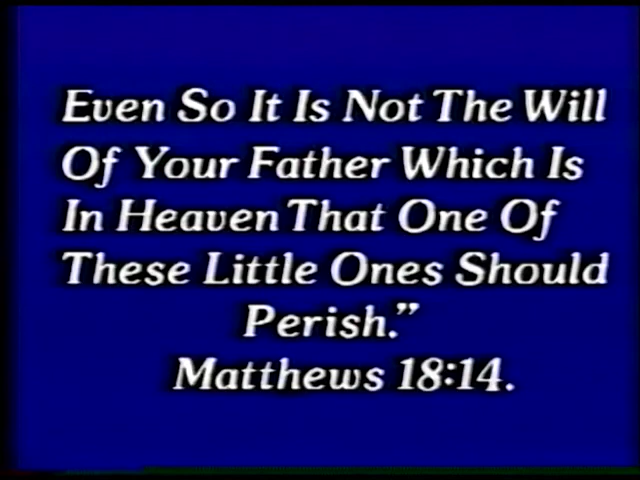 Even So It Is Not The Will
Of Your Father Which Is
In Heaven That One Of
These Little Ones Should
Perish.”
Matthews 18:14.